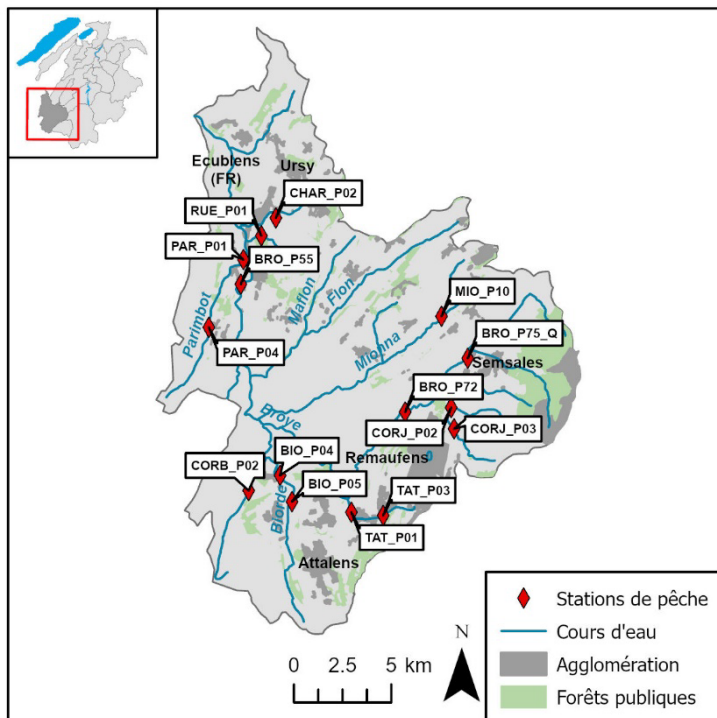 Ecublens
(FR)
Ursy
CHAR_P02
RUE_P01
PAR_P01
BRO_P55
MIO_P10
Parimbot
Maflon
Flon
Mionna
BRO_P75_Q
Semsales
PAR_P04
BRO_P72
Broye
CORJ_P02
CORJ_P03
BIO_P04
Remaufens
CORB_P02
BIO_P05
TAT_P03
Biorde
TAT_P01
Attalens
Stations de pêche
Cours d'eau
Agglomération
Forêts publiques
N
0 2.5 5 km